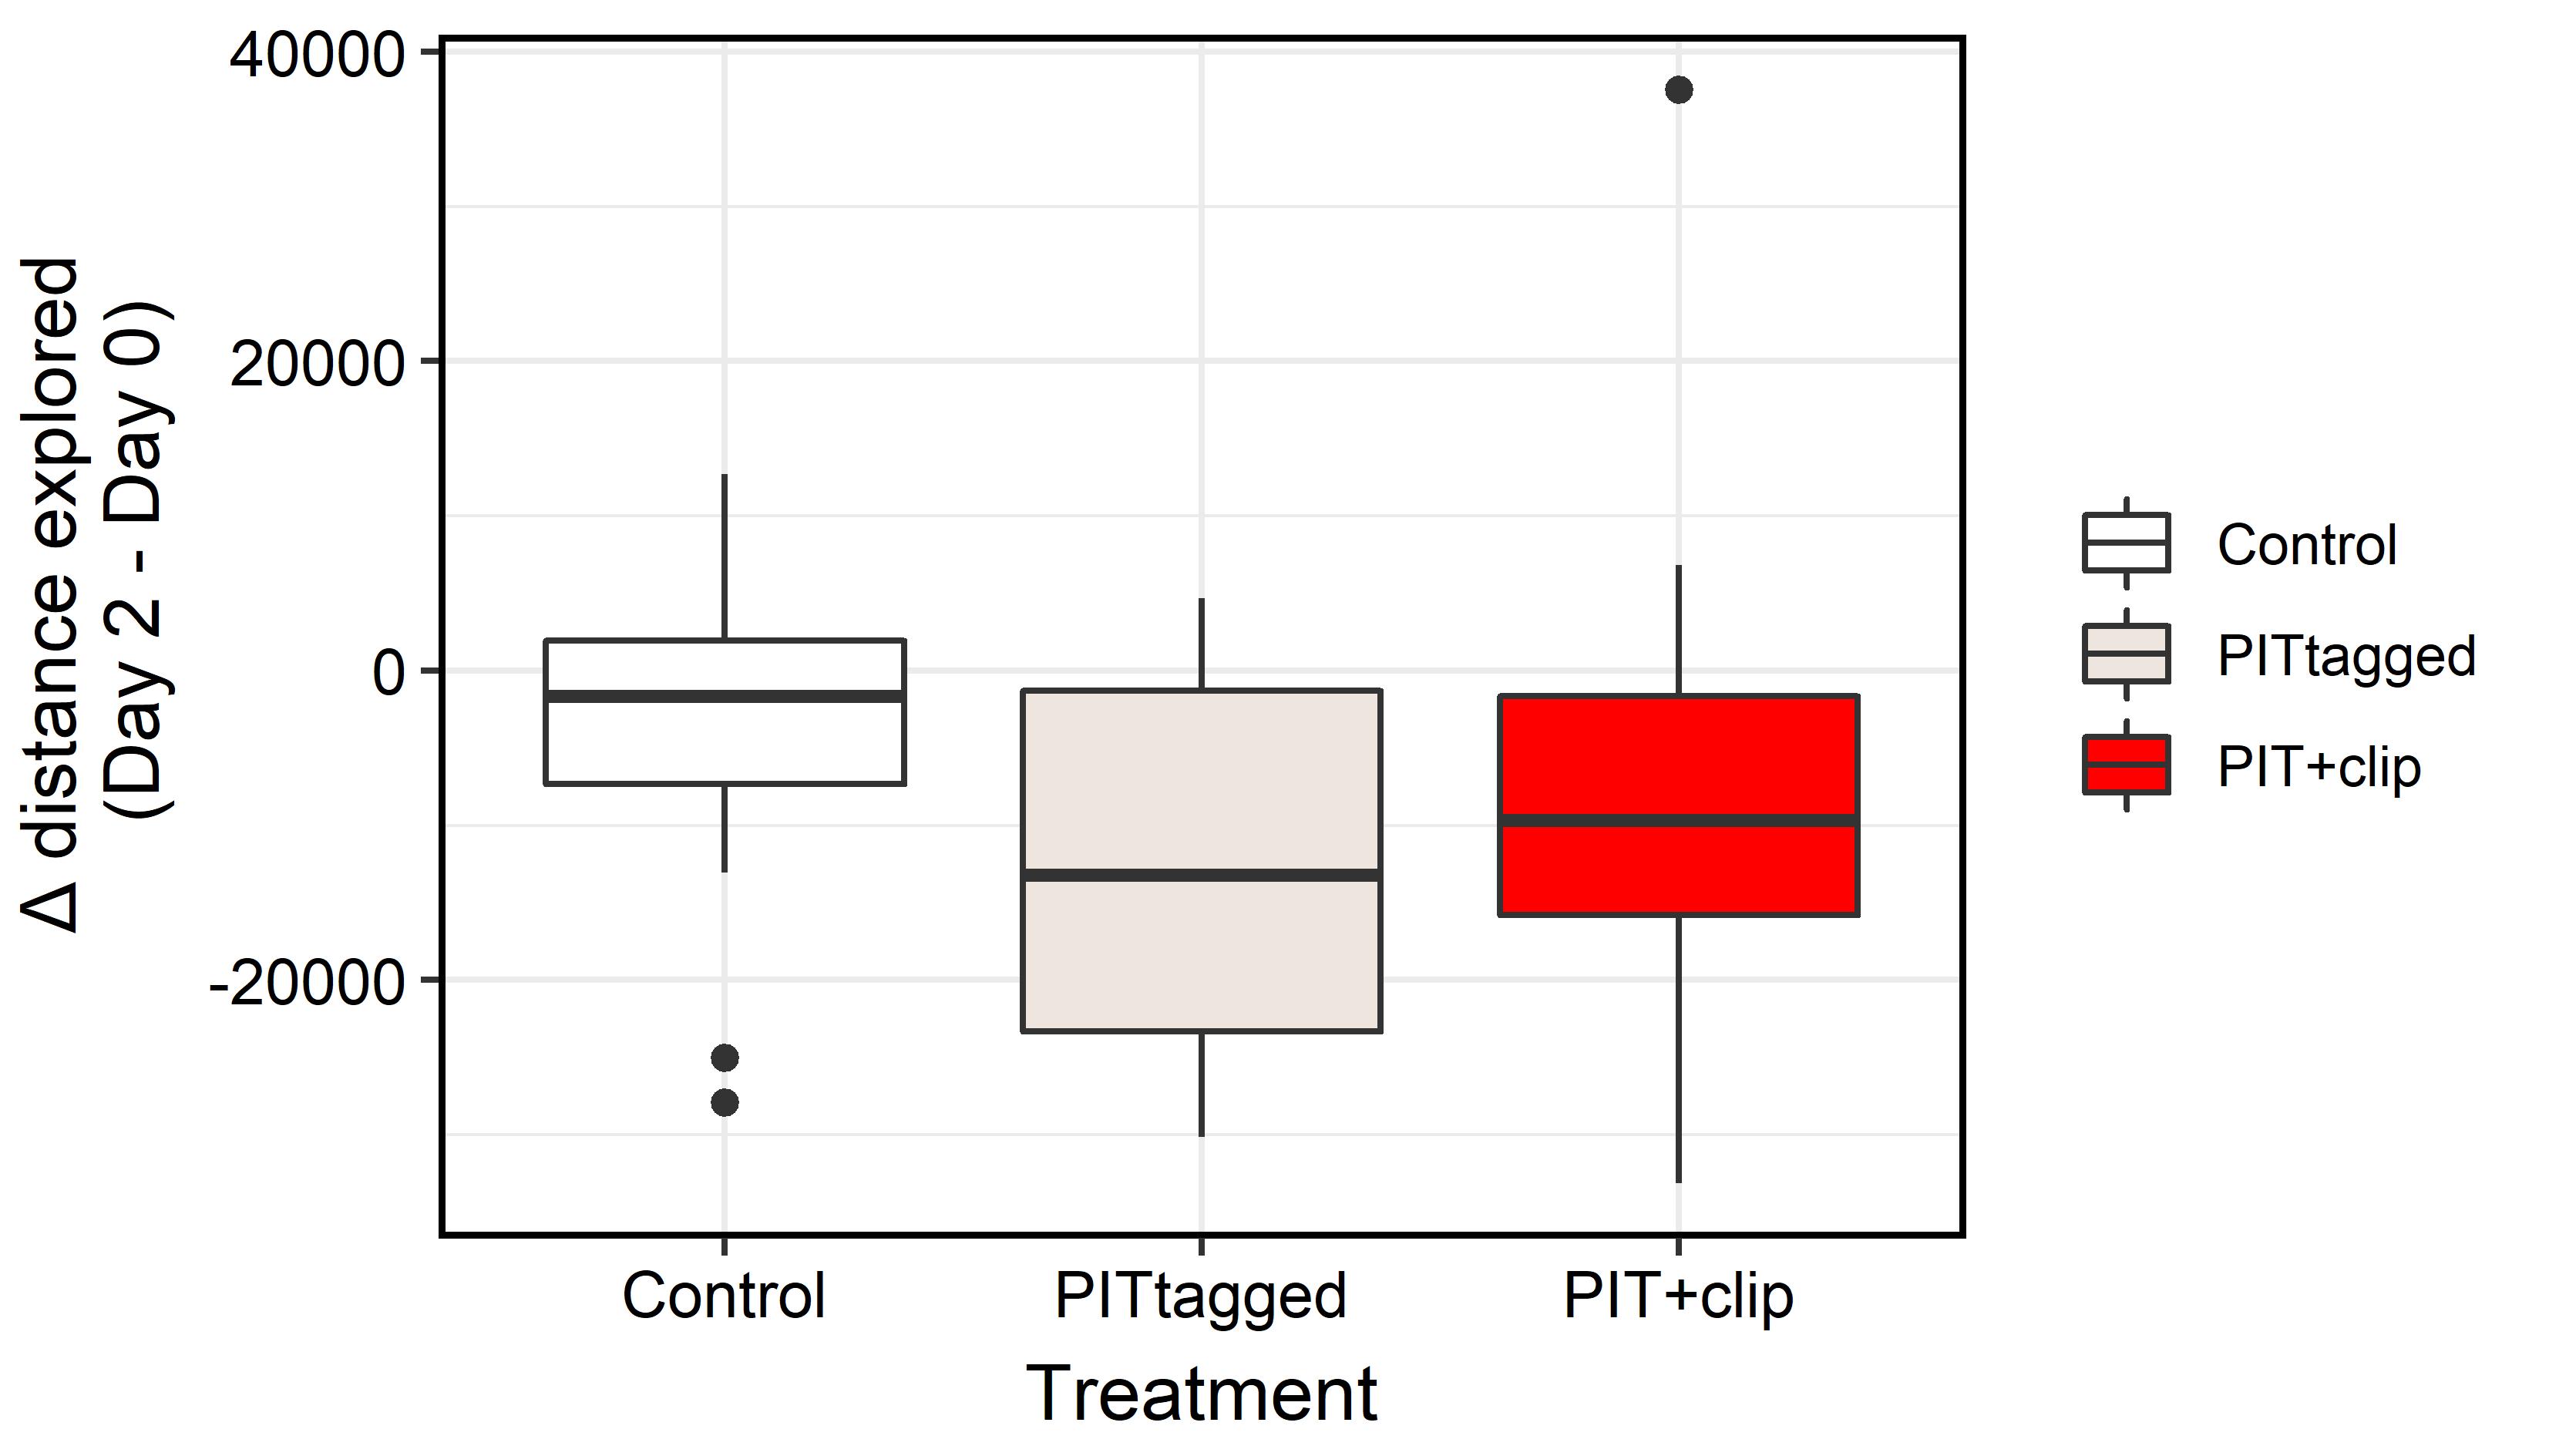 Δ distance explored
(Day 2 - Day 0)
40000
20000
0
-20000
Control
PITtagged
PIT+clip
Treatment
Control
PITtagged
PIT+clip